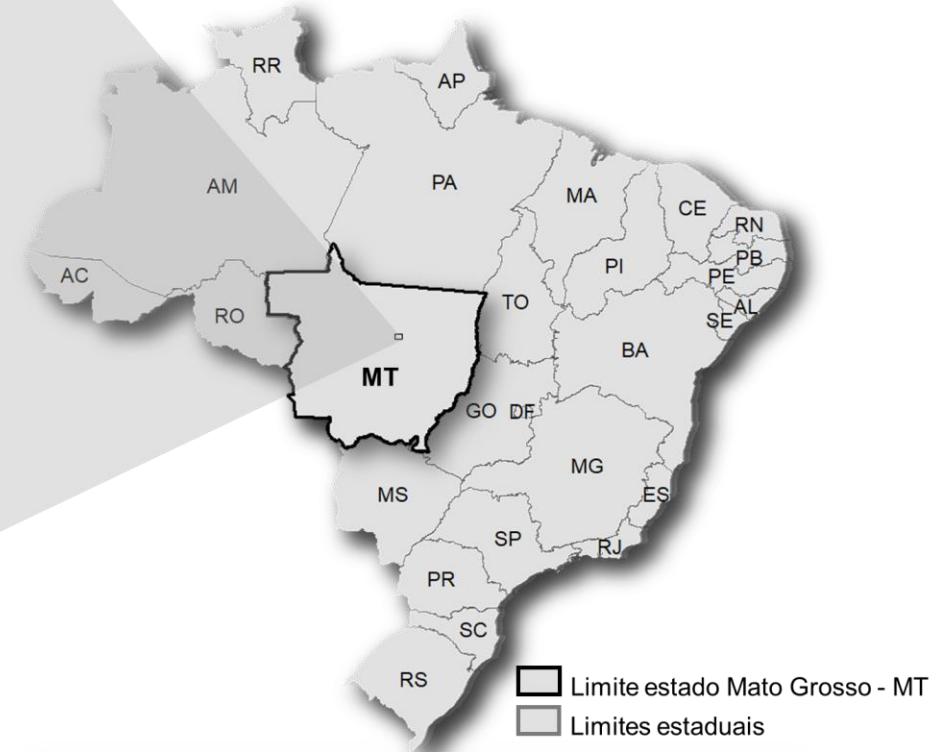 RR
AP
AM
PA
MA
CE
RN
PB
PI
PE
AC
TO
AL
RO
SE
BA
MT
GO DF
MG
MS
ES
SP
RJ
PR
SC
RS
Limite estado Mato Grosso - MT
Limites estaduais